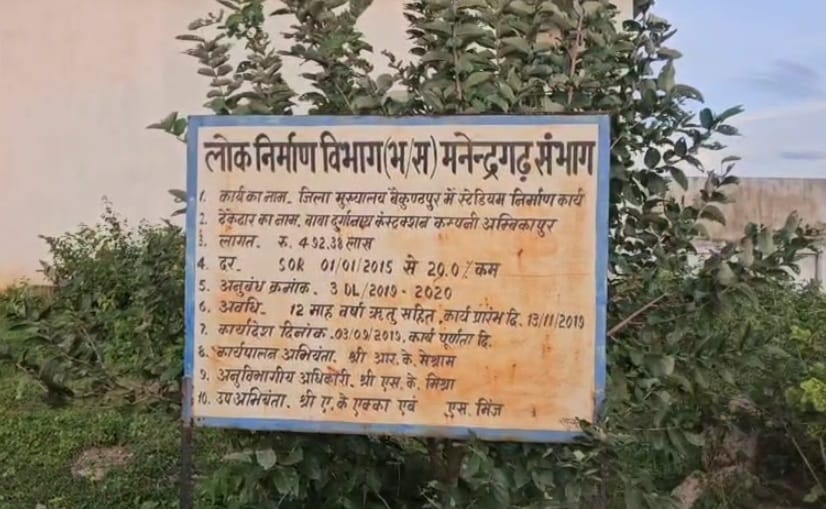 लोक निर्माण विभाग(भ/स) मनेन्द्रगढ़ संभाग
1. कार्य का नाम. जिला मुख्यालय बैकुण्ठपुर में स्टेडियम निर्माण कार्य
2. ठेकेदार का नाम. बाबा दुर्गानाथ कंस्ट्रक्शन कम्पनी अम्बिकापुर
3. लागत. रु. 492.38 लाख
4. दर. SOR 01/01/2015 से 20.0% कम
5. अनुबंध क्रमांक. 3 DL/2019-2020
6. अवधि- 12 माह वर्षा ऋतु सहित, कार्य प्रारंभ दि. 13/11/2019
7. कार्यादेश दिनांक.03/09/2019, कार्य पूर्णता दि.
8. कार्यपालन अभियंता. श्री आर. के. मेश्राम
9. अनुविभागीय अधिकारी. श्री एस. के. मिश्रा
10. उप अभियंता. श्री ए. के एक्का एवं एस. मिंज